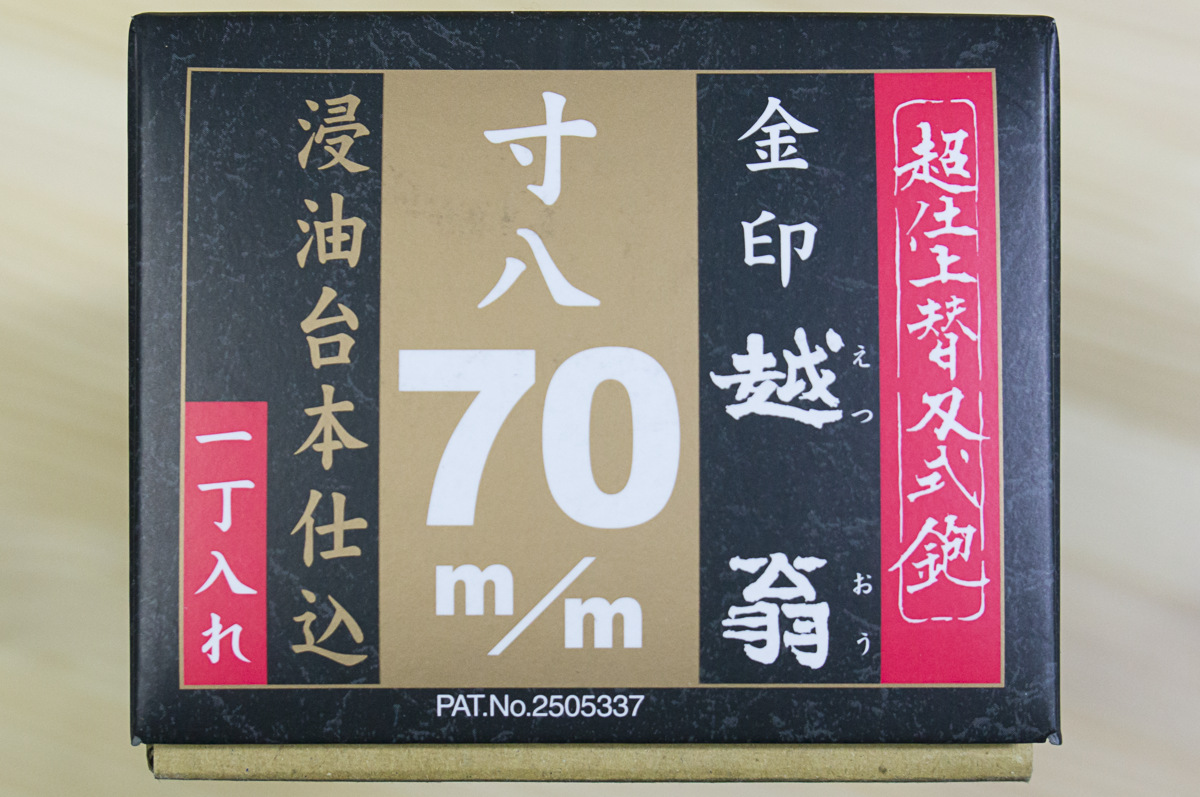 超仕上替刃式鉋
金印 越翁
えつ おう
寸八
70
m/m
浸油台本仕込
一丁入れ
PAT.No.2505337